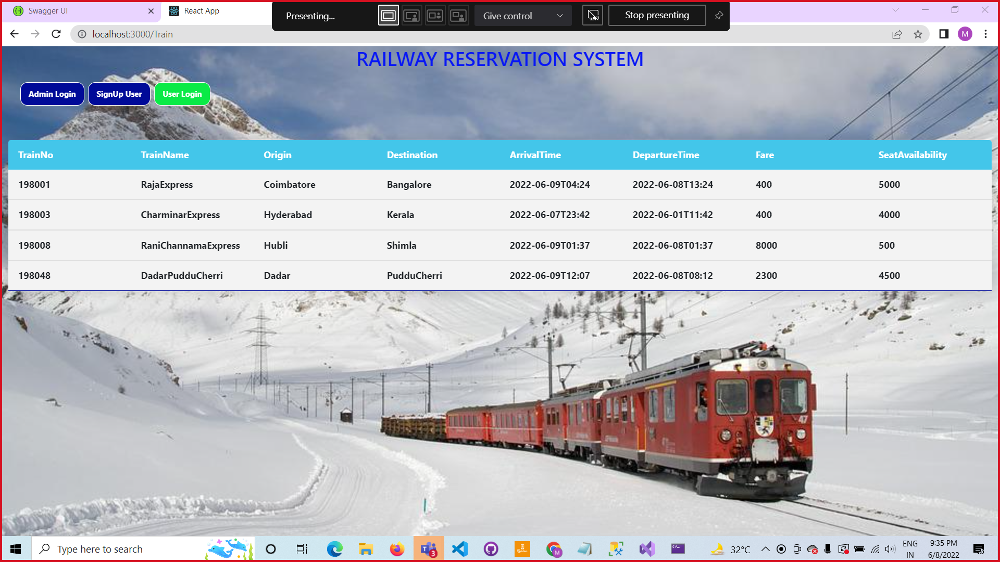 Swagger UI
React App
Presenting...
Give control
Stop presenting
localhost:3000/Train
M
RAILWAY RESERVATION SYSTEM
Admin Login SignUp User User Login
TrainNo TrainName Origin Destination ArrivalTime DepartureTime Fare SeatAvailability
198001 RajaExpress Coimbatore Bangalore 2022-06-09T04:24 2022-06-08T13:24 400 5000
198003 CharminarExpress Hyderabad Kerala 2022-06-07T23:42 2022-06-01T11:42 400 4000
198008 RaniChannamaExpress Hubli Shimla 2022-06-09T01:37 2022-06-08T01:37 8000 500
198048 DadarPudduCherri Dadar PudduCherri 2022-06-09T12:07 2022-06-08T08:12 2300 4500
47
Type here to search
3
M
32°C
ENG
IN
9:35 PM
6/8/2022